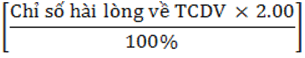 [Chỉ số hài lòng về TCDV × 2.00]
100%